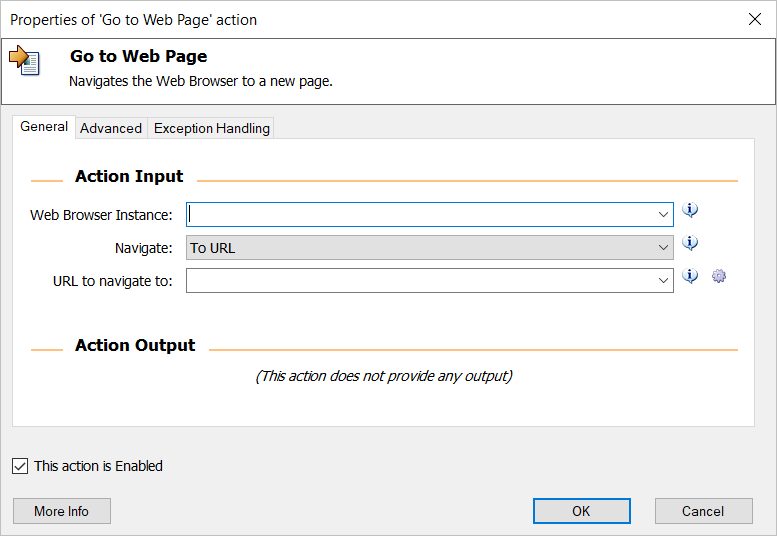 Properties of 'Go to Web Page' action
Go to Web Page
Navigates the Web Browser to a new page.
General Advanced Exception Handling
Action Input
Web Browser Instance:
Navigate: To URL
URL to navigate to:
Action Output
(This action does not provide any output)
This action is Enabled
More Info OK Cancel